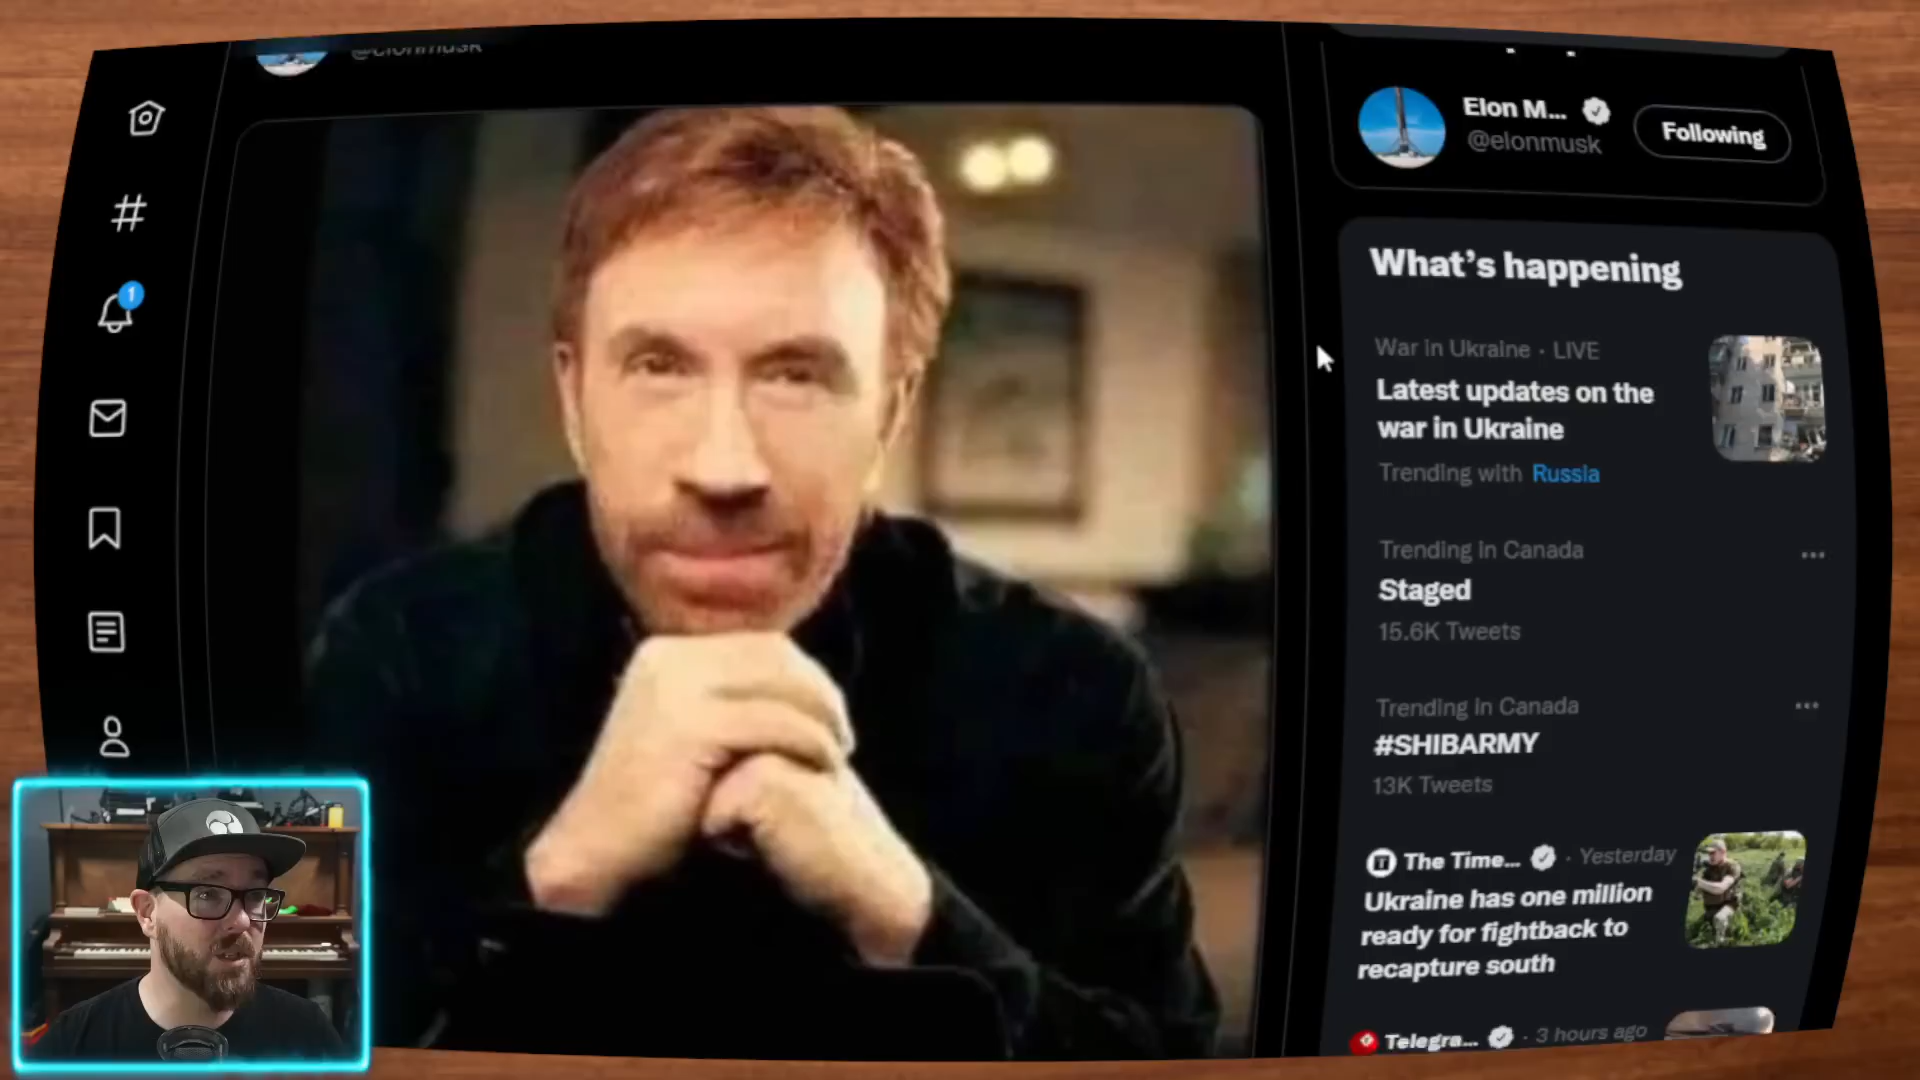 @elonmusk
1
Elon M...
@elonmusk
Following
What's happening
War in Ukraine · LIVE
Latest updates on the
war in Ukraine
Trending with Russia
Trending in Canada
Staged
15.6K Tweets
Trending in Canada
#SHIBARMY
13K Tweets
The Time... · Yesterday
Ukraine has one million
ready for fightback to
recapture south
Telegra... · 3 hours ago